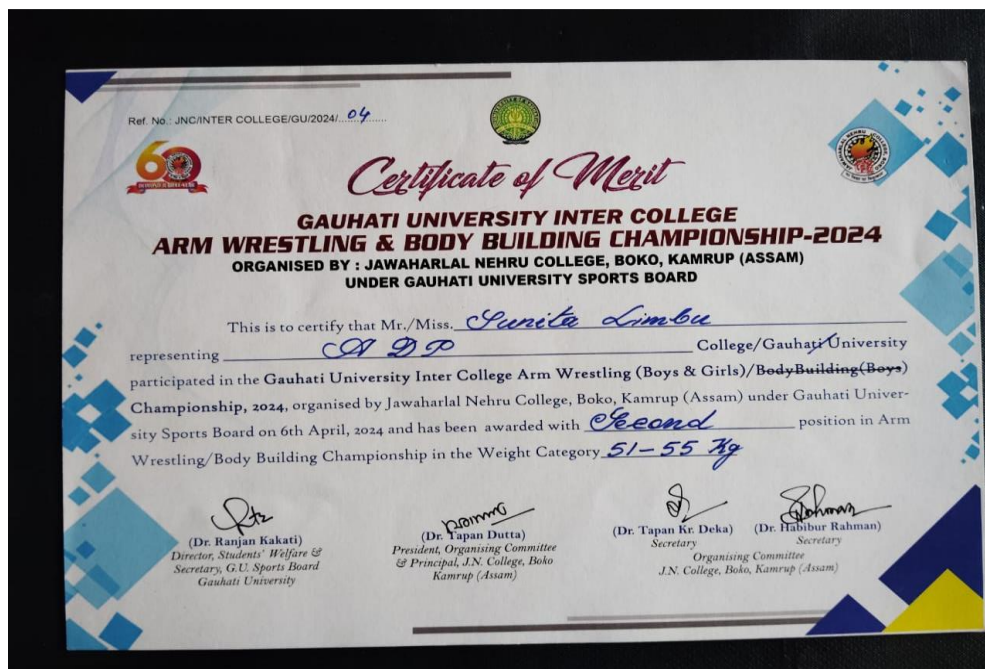 Ref. No.: JNC/INTER COLLEGE/GU/2024/....04....
60
Certificate of Merit
GAUHATI UNIVERSITY INTER COLLEGE
ARM WRESTLING & BODY BUILDING CHAMPIONSHIP-2024
ORGANISED BY : JAWAHARLAL NEHRU COLLEGE, BOKO, KAMRUP (ASSAM)
UNDER GAUHATI UNIVERSITY SPORTS BOARD
This is to certify that Mr./Miss. Sunita Limbu
representing A D P College/Gauhati University
participated in the Gauhati University Inter College Arm Wrestling (Boys & Girls)/BodyBuilding(Boys)
Championship, 2024, organised by Jawaharlal Nehru College, Boko, Kamrup (Assam) under Gauhati Univer-
sity Sports Board on 6th April, 2024 and has been awarded with Second position in Arm
Wrestling/Body Building Championship in the Weight Category 51-55 Kg
(Dr. Ranjan Kakati)
Director, Students' Welfare &
Secretary, G.U. Sports Board
Gauhati University
(Dr. Tapan Dutta)
President, Organising Committee
& Principal, J.N. College, Boko
Kamrup (Assam)
(Dr. Tapan Kr. Deka) (Dr. Habibur Rahman)
Secretary Secretary
Organising Committee
J.N. College, Boko, Kamrup (Assam)